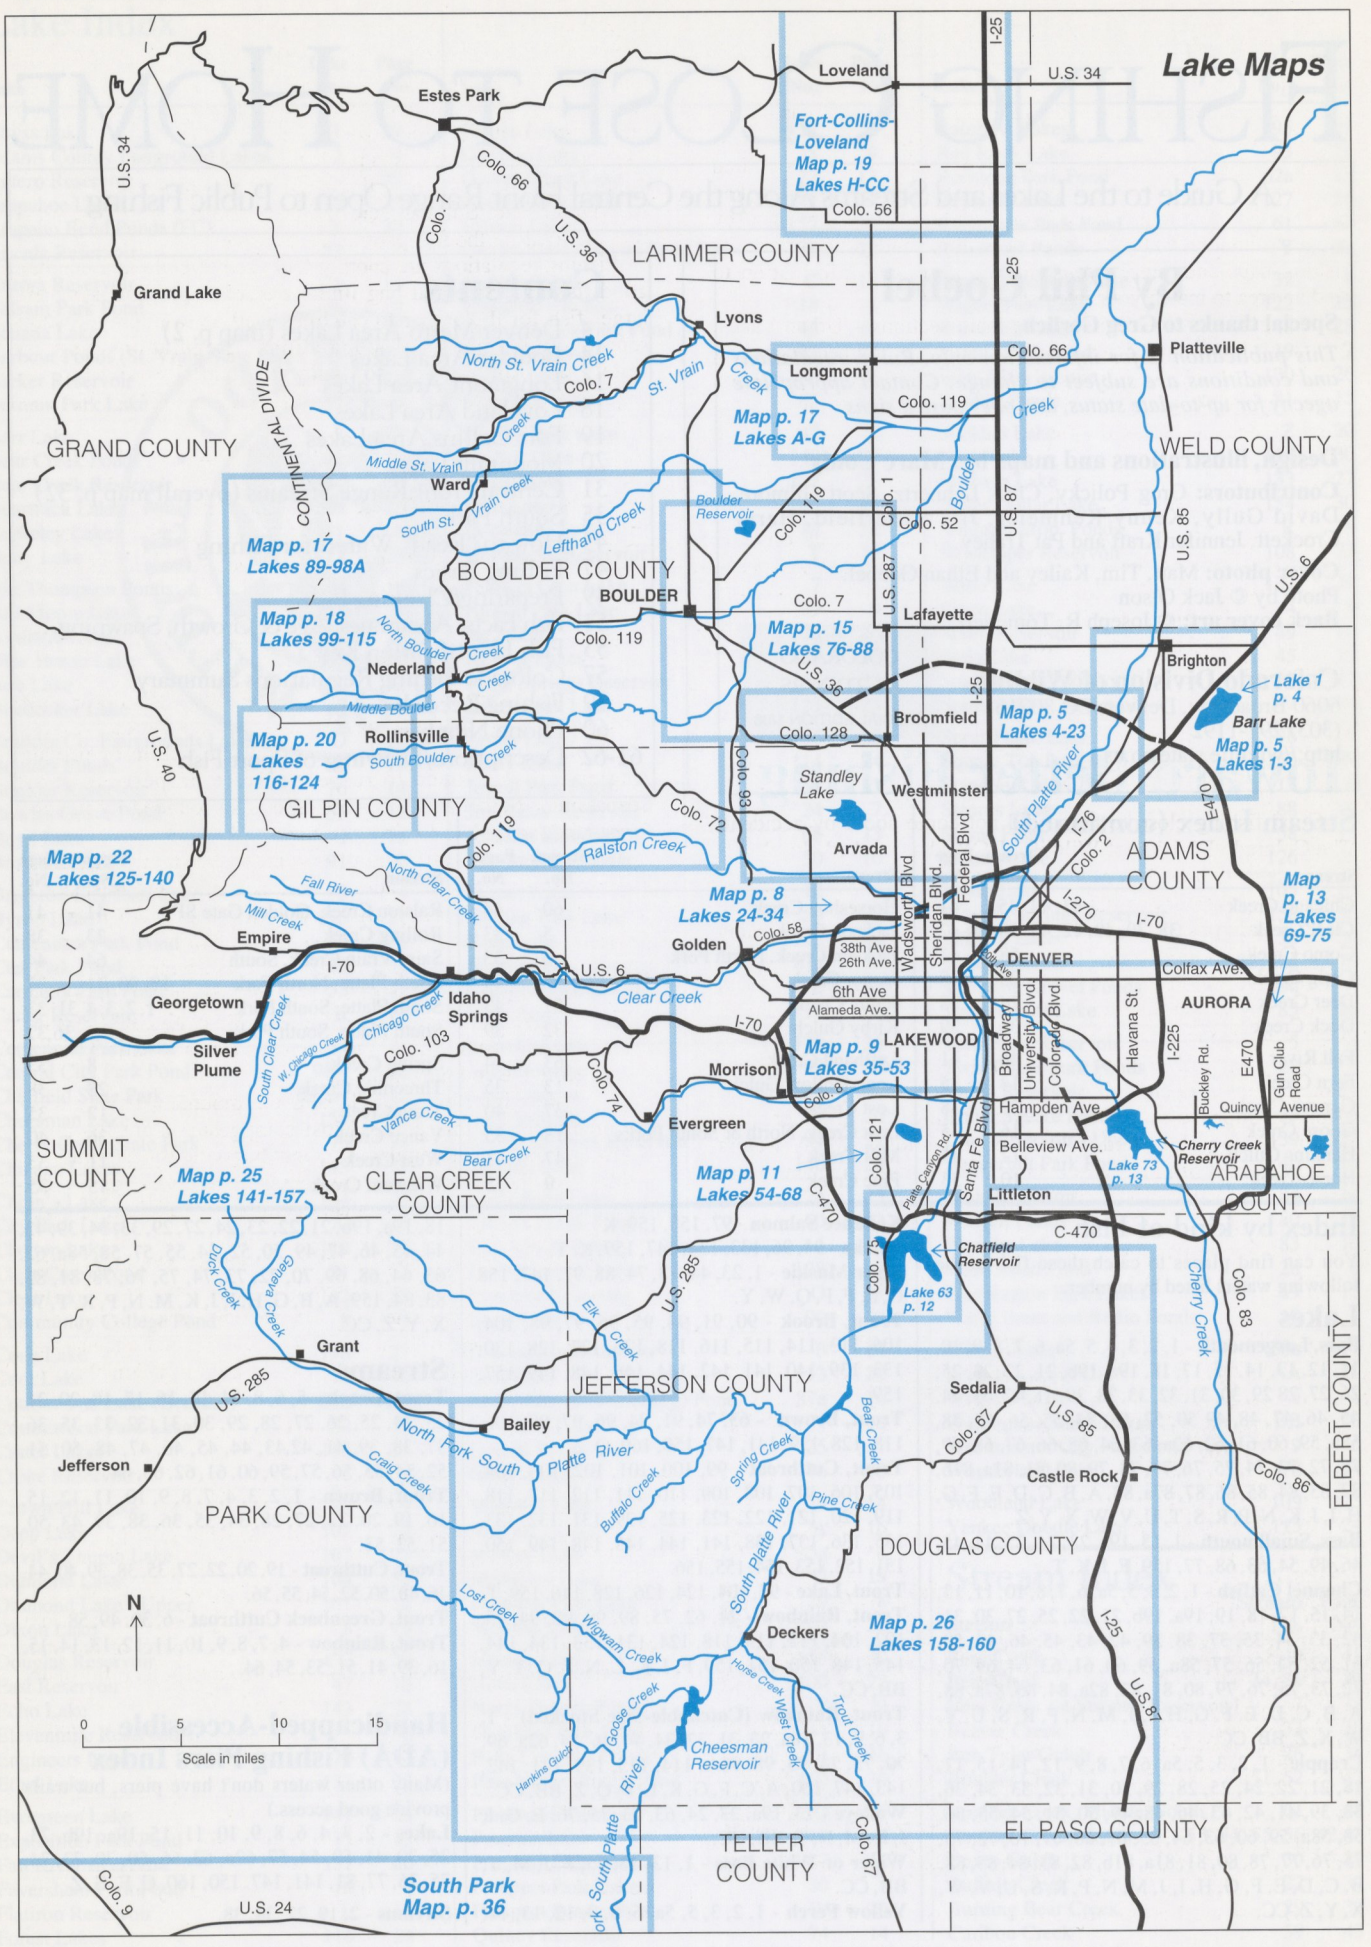 Lake Maps
I-25
Loveland
U.S. 34
Estes Park
Fort-Collins-
Loveland
Map p. 19
Lakes H-CC
U.S. 34
Colo. 66
Colo. 7
Colo. 56
U.S. 36
LARIMER COUNTY
I-25
Grand Lake
Lyons
Platteville
North St. Vrain Creek
Colo. 66
Longmont
Colo. 7
St. Vrain
Creek
CONTINENTAL DIVIDE
Colo. 119
Creek
Map p. 17
Lakes A-G
Creek
GRAND COUNTY
WELD COUNTY
Middle St. Vrain
Ward
Boulder
South St.
Vrain Creek
Boulder
Reservoir
Colo. 119
Colo. 1
U.S. 87
Colo. 52
Lefthand Creek
U.S. 85
Map p. 17
Lakes 89-98A
BOULDER COUNTY
U.S. 6
BOULDER
Colo. 7
U.S. 287
Lafayette
Map p. 18
Lakes 99-115
North Boulder
Creek
Colo. 119
Map p. 15
Lakes 76-88
Nederland
Creek
U.S. 36
Brighton
Lake 1
p. 4
Middle Boulder
I-25
Broomfield
Map p. 5
Lakes 4-23
Barr Lake
Map p. 20
Lakes
116-124
Rollinsville
South Boulder
Creek
Colo. 128
Map p. 5
Lakes 1-3
U.S. 40
Colo. 93
Standley
Lake
Westminster
South Platte River
GILPIN COUNTY
Colo. 119
Colo. 72
E470
I-76
Colo. 2
Ralston Creek
Arvada
Federal Blvd.
ADAMS
COUNTY
Map p. 22
Lakes 125-140
North Clear Creek
Fall River
Mill Creek
Map p. 8
Lakes 24-34
Wadsworth Blvd
Sheridan Blvd.
I-270
Map
p. 13
Lakes
69-75
I-70
Empire
Golden
Colo. 58
38th Ave.
26th Ave.
20th Ave.
DENVER
I-70
U.S. 6
Colfax Ave.
Georgetown
Idaho
Springs
Clear Creek
6th Ave
Alameda Ave.
AURORA
South Clear Creek
Chicago Creek
W. Chicago Creek
Silver
Plume
I-70
LAKEWOOD
Broadway
University Blvd.
Colorado Blvd.
Havana St.
I-225
Colo. 103
Map p. 9
Lakes 35-53
Buckley Rd
E470
Gun Club
Road
Morrison
Colo. 74
Colo. 8
Hampden Ave.
Quincy
Avenue
Vance Creek
Evergreen
Belleview Ave.
Cherry Creek
Reservoir
SUMMIT
COUNTY
Bear Creek
Colo. 121
Platte Canyon Rd.
Santa Fe Blvd.
Lake 73
p. 13
ARAPAHOE
COUNTY
Map p. 25
Lakes 141-157
CLEAR CREEK
COUNTY
Map p. 11
Lakes 54-68
Littleton
C-470
C-470
Duck Creek
Geneva Creek
Colo. 75
Chatfield
Reservoir
U.S. 285
Lake 63
p. 12
Elk
Creek
Cherry Creek
Colo. 83
Grant
U.S. 285
JEFFERSON COUNTY
Sedalia
ELBERT COUNTY
Bailey
Bear Creek
Colo. 67
U.S. 85
North Fork South
Platte
River
Jefferson
Craig Creek
Spring Creek
Castle Rock
Colo. 86
Buffalo Creek
Pine Creek
PARK COUNTY
South Platte River
DOUGLAS COUNTY
N
Lost Creek
Wigwam Creek
Deckers
Map p. 26
Lakes 158-160
I-25
Horse Creek
Trout Creek
West Creek
Goose Creek
U.S.87
0 5 10 15
Scale in miles
Hankins Gulch
Cheesman
Reservoir
River
EL PASO COUNTY
TELLER
COUNTY
Colo. 67
South Platte
Colo. 9
South Park
Map. p. 36
U.S. 24